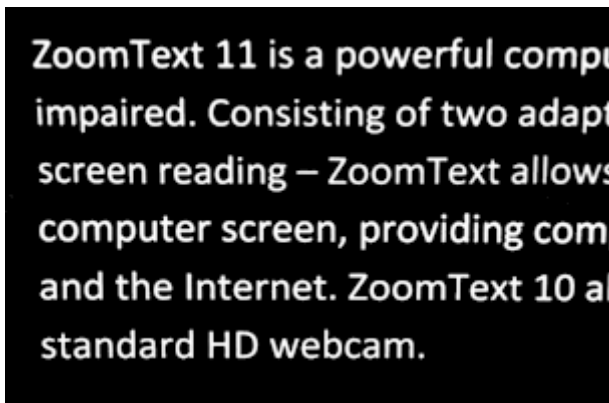 ZoomText 11 is a powerful compu
impaired. Consisting of two adapt
screen reading – ZoomText allows
computer screen, providing com
and the Internet. ZoomText 10 al
standard HD webcam.